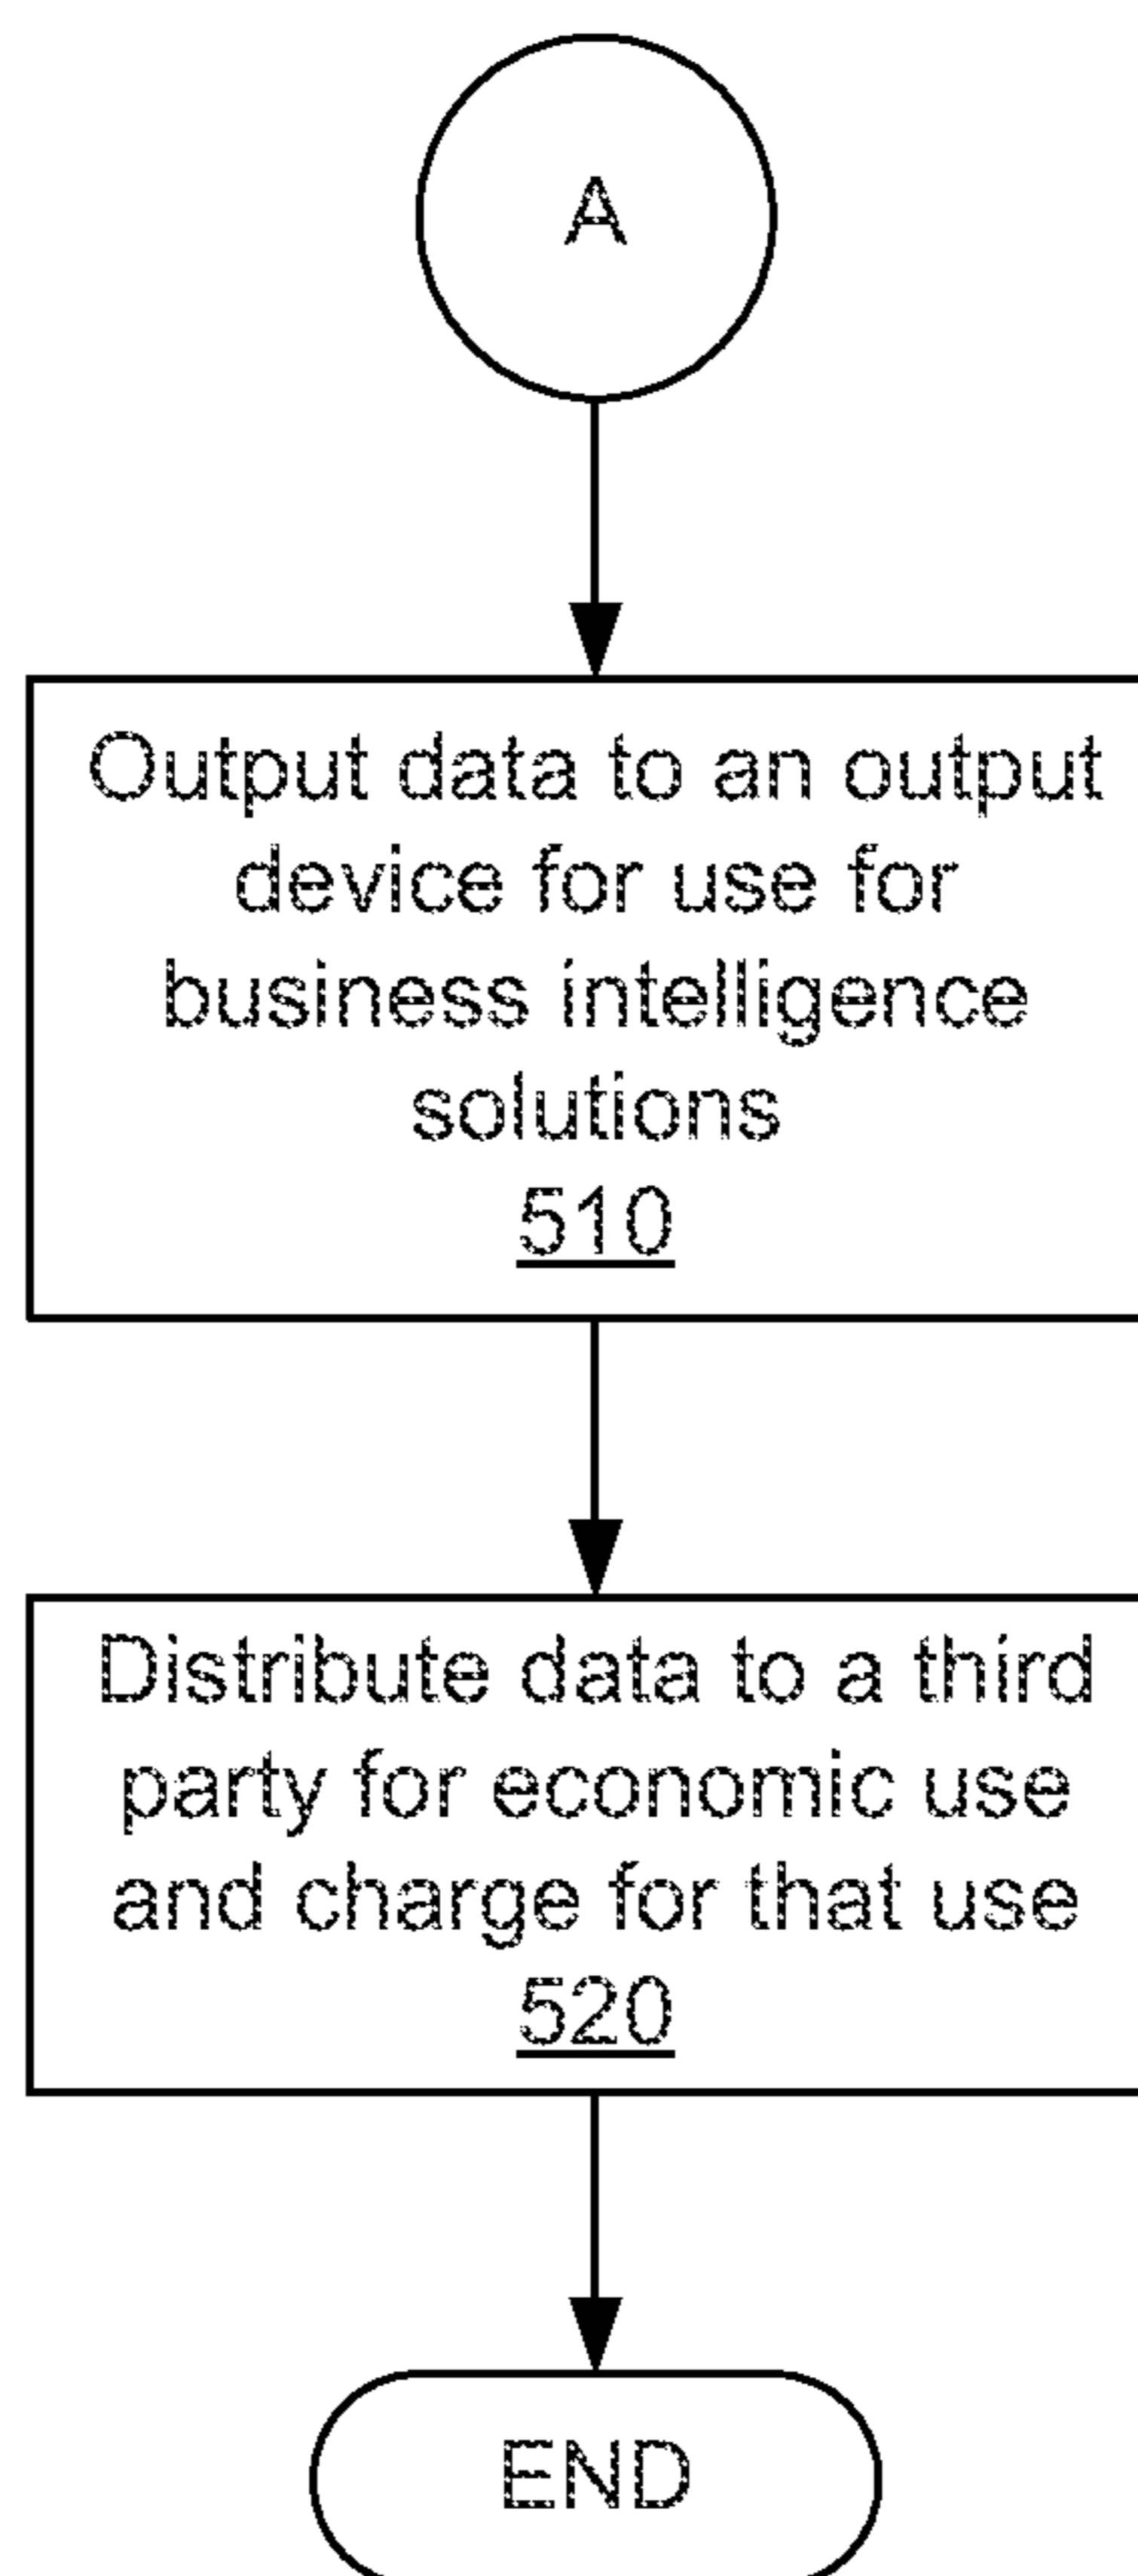 A
Output data to an output
device for use for
business intelligence
solutions
510
Distribute data to a third
party for economic use
and charge for that use
520
END